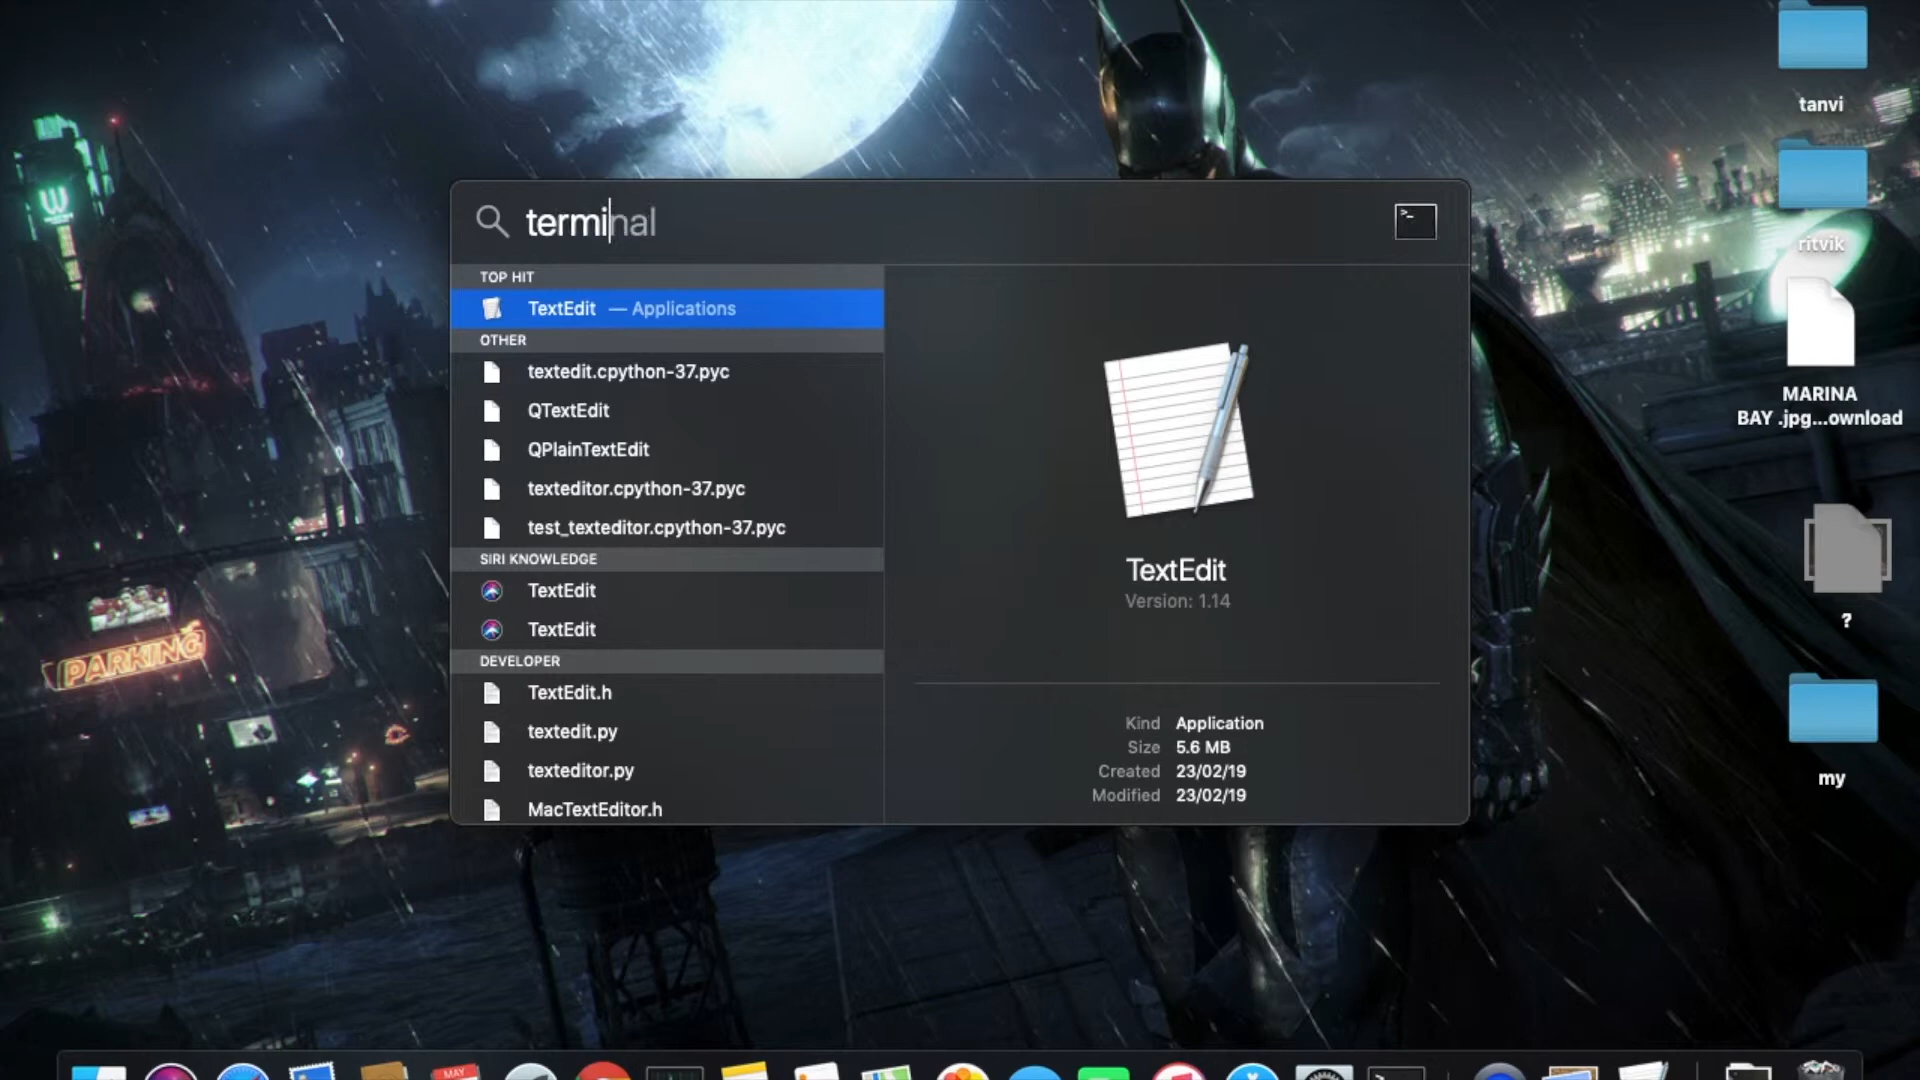 terminal
TOP HIT
TextEdit — Applications
OTHER
textedit.cpython-37.pyc
QTextEdit
QPlainTextEdit
texteditor.cpython-37.pyc
test_texteditor.cpython-37.pyc
SIRI KNOWLEDGE
TextEdit
TextEdit
DEVELOPER
TextEdit.h
textedit.py
texteditor.py
MacTextEditor.h
TextEdit
Version: 1.14
Kind Application
Size 5.6 MB
Created 23/02/19
Modified 23/02/19
tanvi
ritvik
MARINA
BAY .jpg...ownload
?
my
W
PARKING
MAY